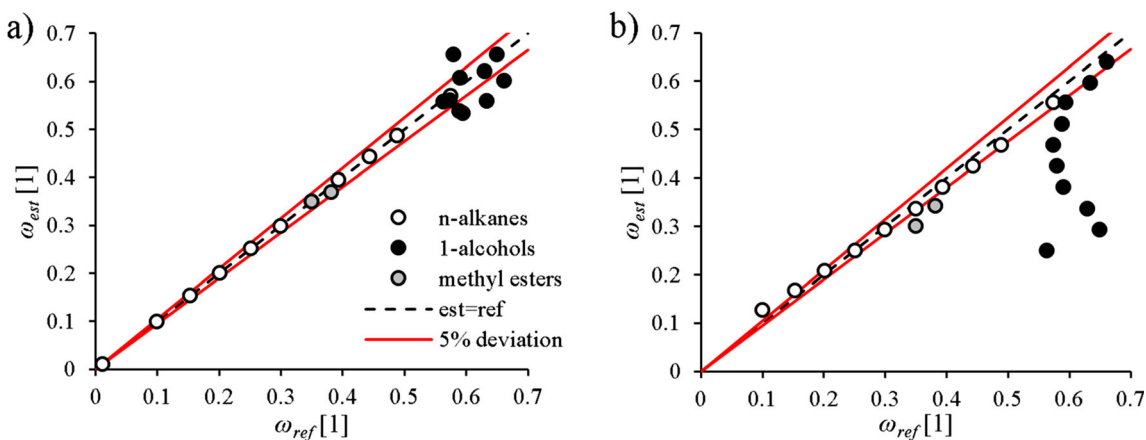 a)
0.7
0.6
0.5
0.4
0.3
0.2
0.1
0
ω_est [1]
0 0.1 0.2 0.3 0.4 0.5 0.6 0.7
ω_ref [1]
n-alkanes
1-alcohols
methyl esters
est=ref
5% deviation
b)
0.7
0.6
0.5
0.4
0.3
0.2
0.1
0
ω_est [1]
0 0.1 0.2 0.3 0.4 0.5 0.6 0.7
ω_ref [1]